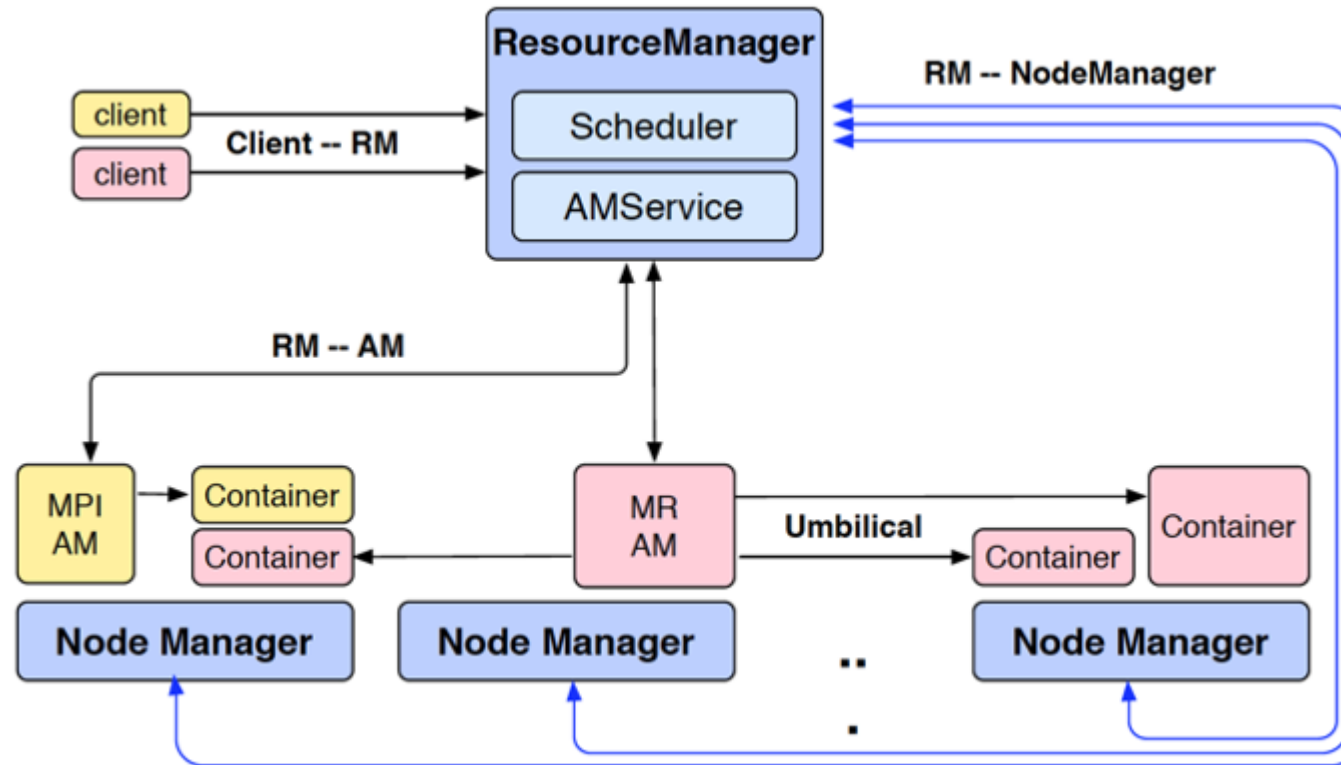 ResourceManager
RM -- NodeManager
client
Scheduler
Client -- RM
client
AMService
RM -- AM
MPI
AM
Container
Container
MR
AM
Umbilical
Container
Container
Node Manager
Node Manager
..
.
Node Manager